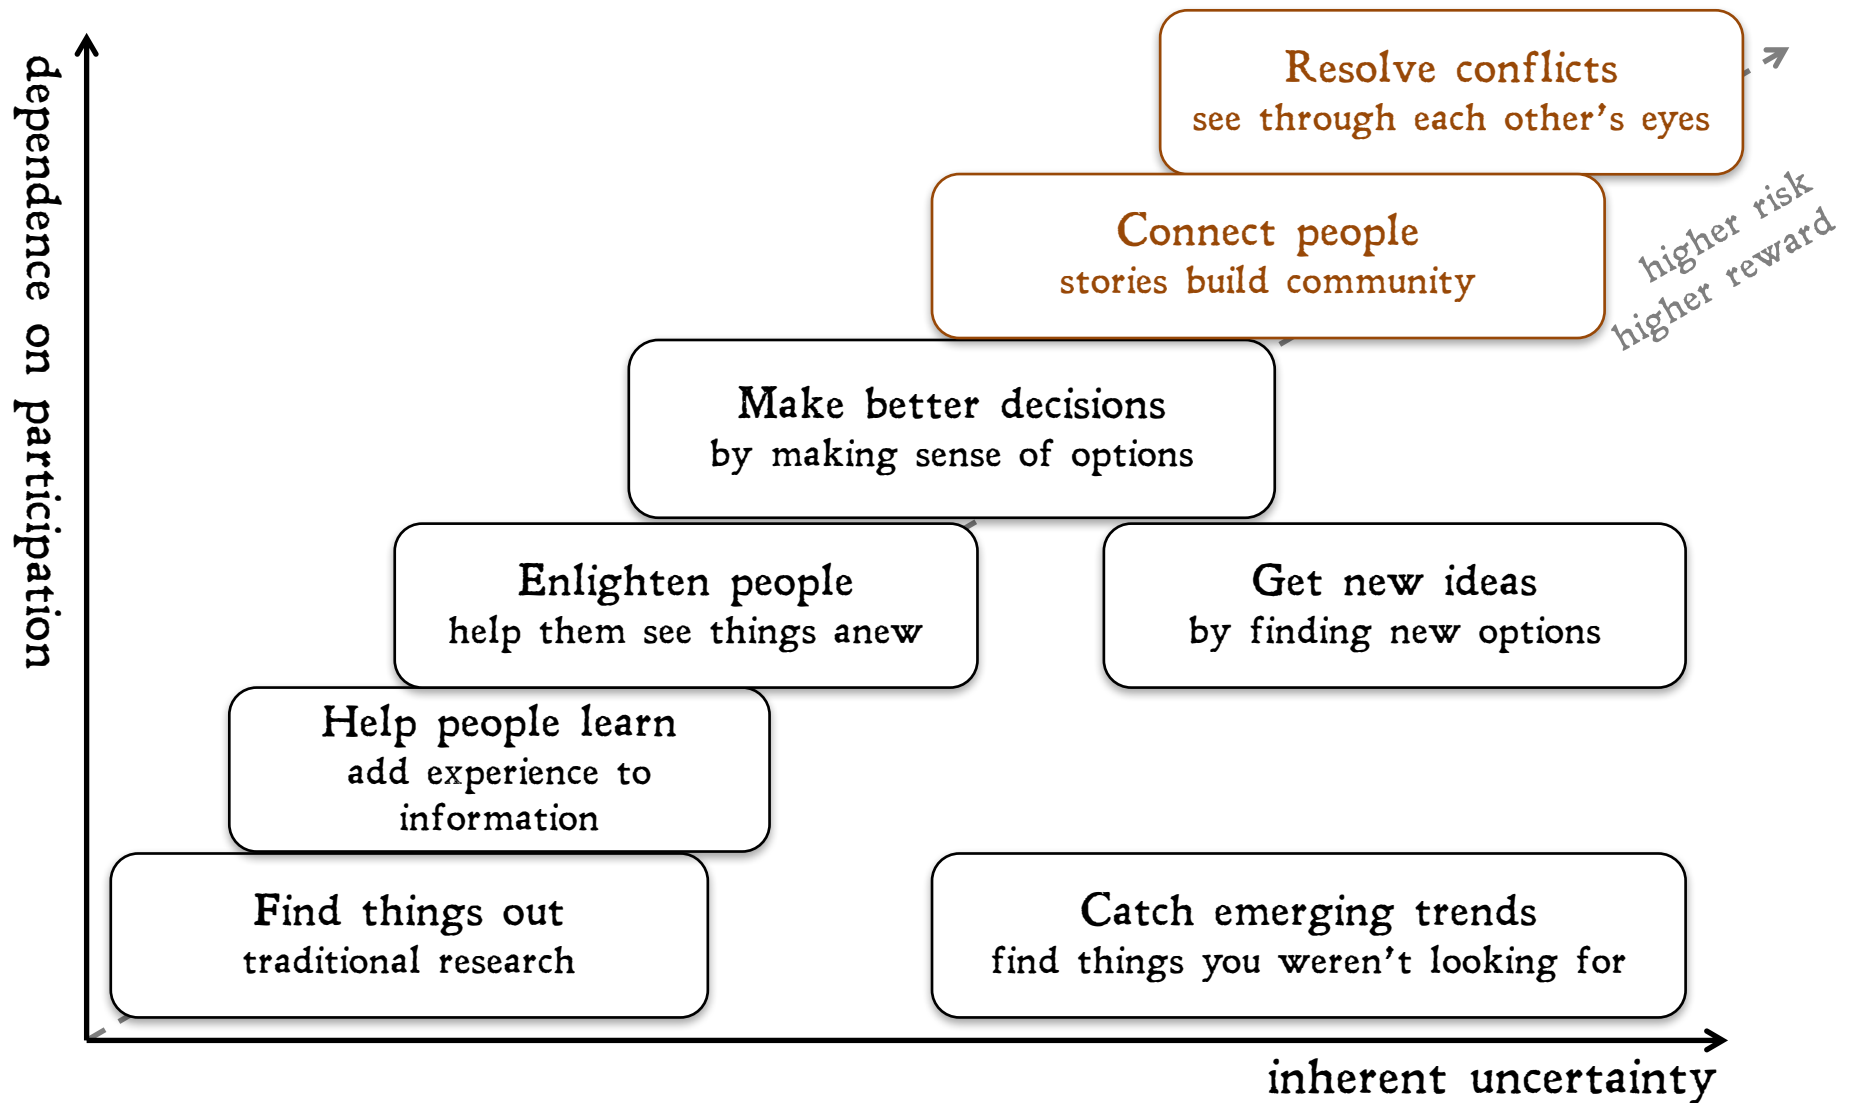 dependence on participation
Resolve conflicts
see through each other's eyes
higher risk
higher reward
Connect people
stories build community
Make better decisions
by making sense of options
Enlighten people
help them see things anew
Get new ideas
by finding new options
Help people learn
add experience to
information
Find things out
traditional research
Catch emerging trends
find things you weren't looking for
inherent uncertainty